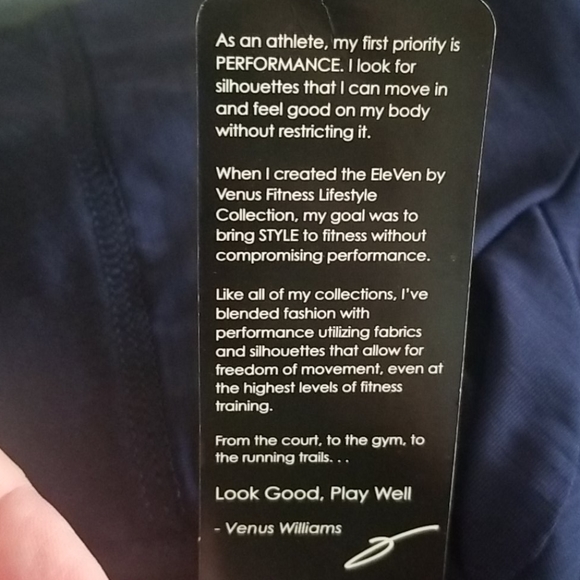 As an athlete, my first priority is
PERFORMANCE. I look for
silhouettes that I can move in
and feel good on my body
without restricting it.
When I created the EleVen by
Venus Fitness Lifestyle
Collection, my goal was to
bring STYLE to fitness without
compromising performance.
Like all of my collections, I've
blended fashion with
performance utilizing fabrics
and silhouettes that allow for
freedom of movement, even at
the highest levels of fitness
training.
From the court, to the gym, to
the running trails. . .
Look Good, Play Well
- Venus Williams